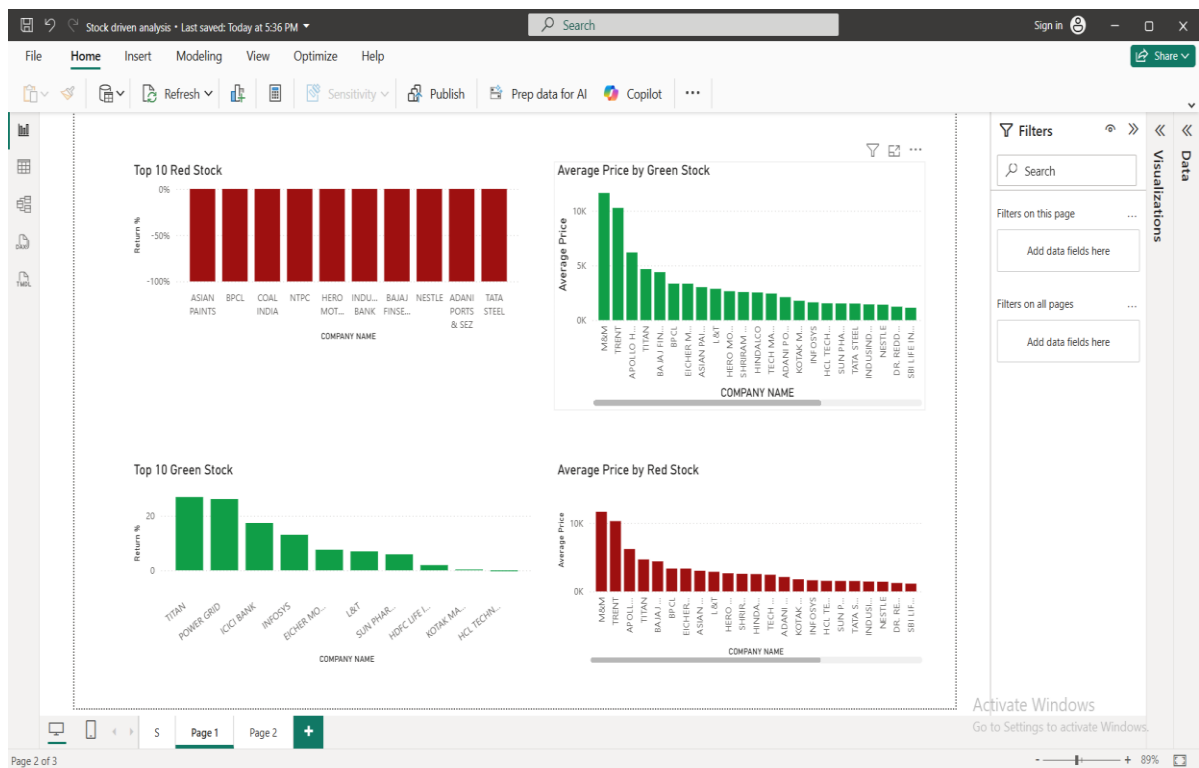 Stock driven analysis • Last saved: Today at 5:36 PM
Search
Sign in
File Home Insert Modeling View Optimize Help
Refresh Sensitivity Publish Prep data for AI Copilot ...
Share
Top 10 Red Stock
Return %
0%
-50%
-100%
ASIAN PAINTS
BPCL
COAL INDIA
NTPC
HERO MOT...
INDU... BANK
BAJAJ FINSE...
NESTLE
ADANI PORTS & SEZ
TATA STEEL
COMPANY NAME
Average Price by Green Stock
Average Price
10K
5K
0K
M&M
TRENT
APOLLO H...
TITAN
BAJAJ FIN...
BPCL
EICHER M...
ASIAN PAI...
L&T
HERO MO...
SHRIRAM ...
HINDALCO
TECH MA...
ADANI PO...
KOTAK M...
INFOSYS
HCL TECH...
SUN PHA...
TATA STEEL
INDUSIND...
NESTLE
DR. REDD...
SBI LIFE IN...
COMPANY NAME
Top 10 Green Stock
Return %
20
0
TITAN
POWER GRID
ICICI BANK
INFOSYS
EICHER MO...
L&T
SUN PHAR...
HDFC LIFE I...
KOTAK MA...
HCL TECHN...
COMPANY NAME
Average Price by Red Stock
Average Price
10K
0K
M&M
TRENT
APOLL...
TITAN
BAJAJ ...
BPCL
EICHER...
ASIAN ...
L&T
HERO ...
SHRIR...
HINDA...
TECH ...
ADANI ...
KOTAK ...
INFOSYS
HCL TE...
SUN P...
TATA S...
INDUSI...
NESTLE
DR. RE...
SBI LIF...
COMPANY NAME
Filters
Search
Filters on this page ...
Add data fields here
Filters on all pages ...
Add data fields here
Visualizations
Data
Activate Windows
Go to Settings to activate Windows.
S Page 1 Page 2 +
Page 2 of 3
- + 89%